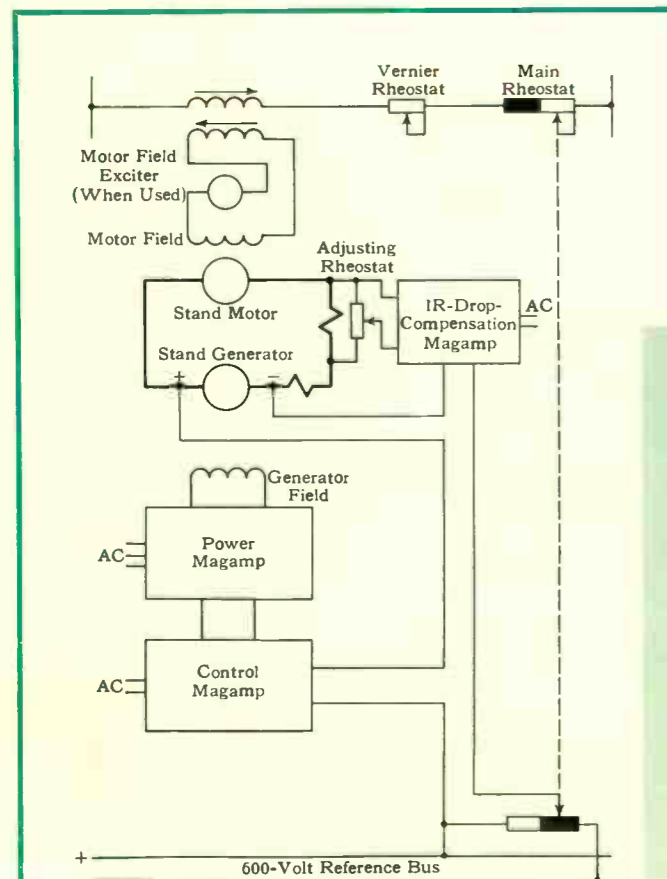 Vernier
Rheostat
Main
Rheostat
Motor Field
Exciter
(When Used)
Motor Field
Adjusting
Rheostat
Stand Motor
IR-Drop-
Compensation
Magamp
AC
Stand Generator
+
−
Generator
Field
Power
Magamp
AC
Control
Magamp
AC
+
600-Volt Reference Bus